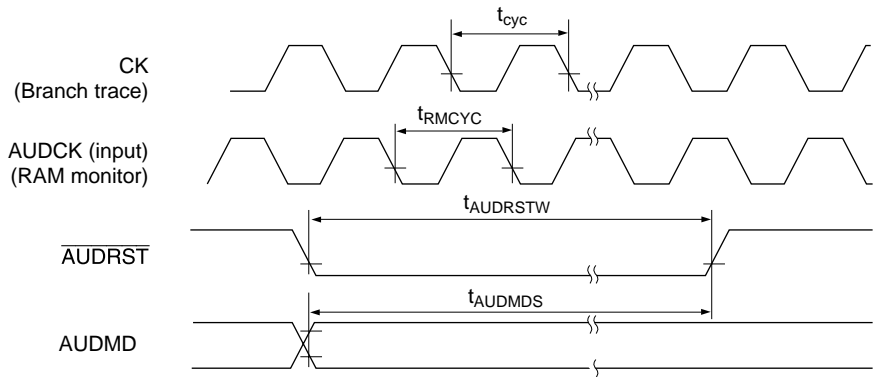 t_cyc
CK
(Branch trace)
t_RMCYC
AUDCK (input)
(RAM monitor)
t_AUDRSTW
AUDRST
t_AUDMDS
AUDMD